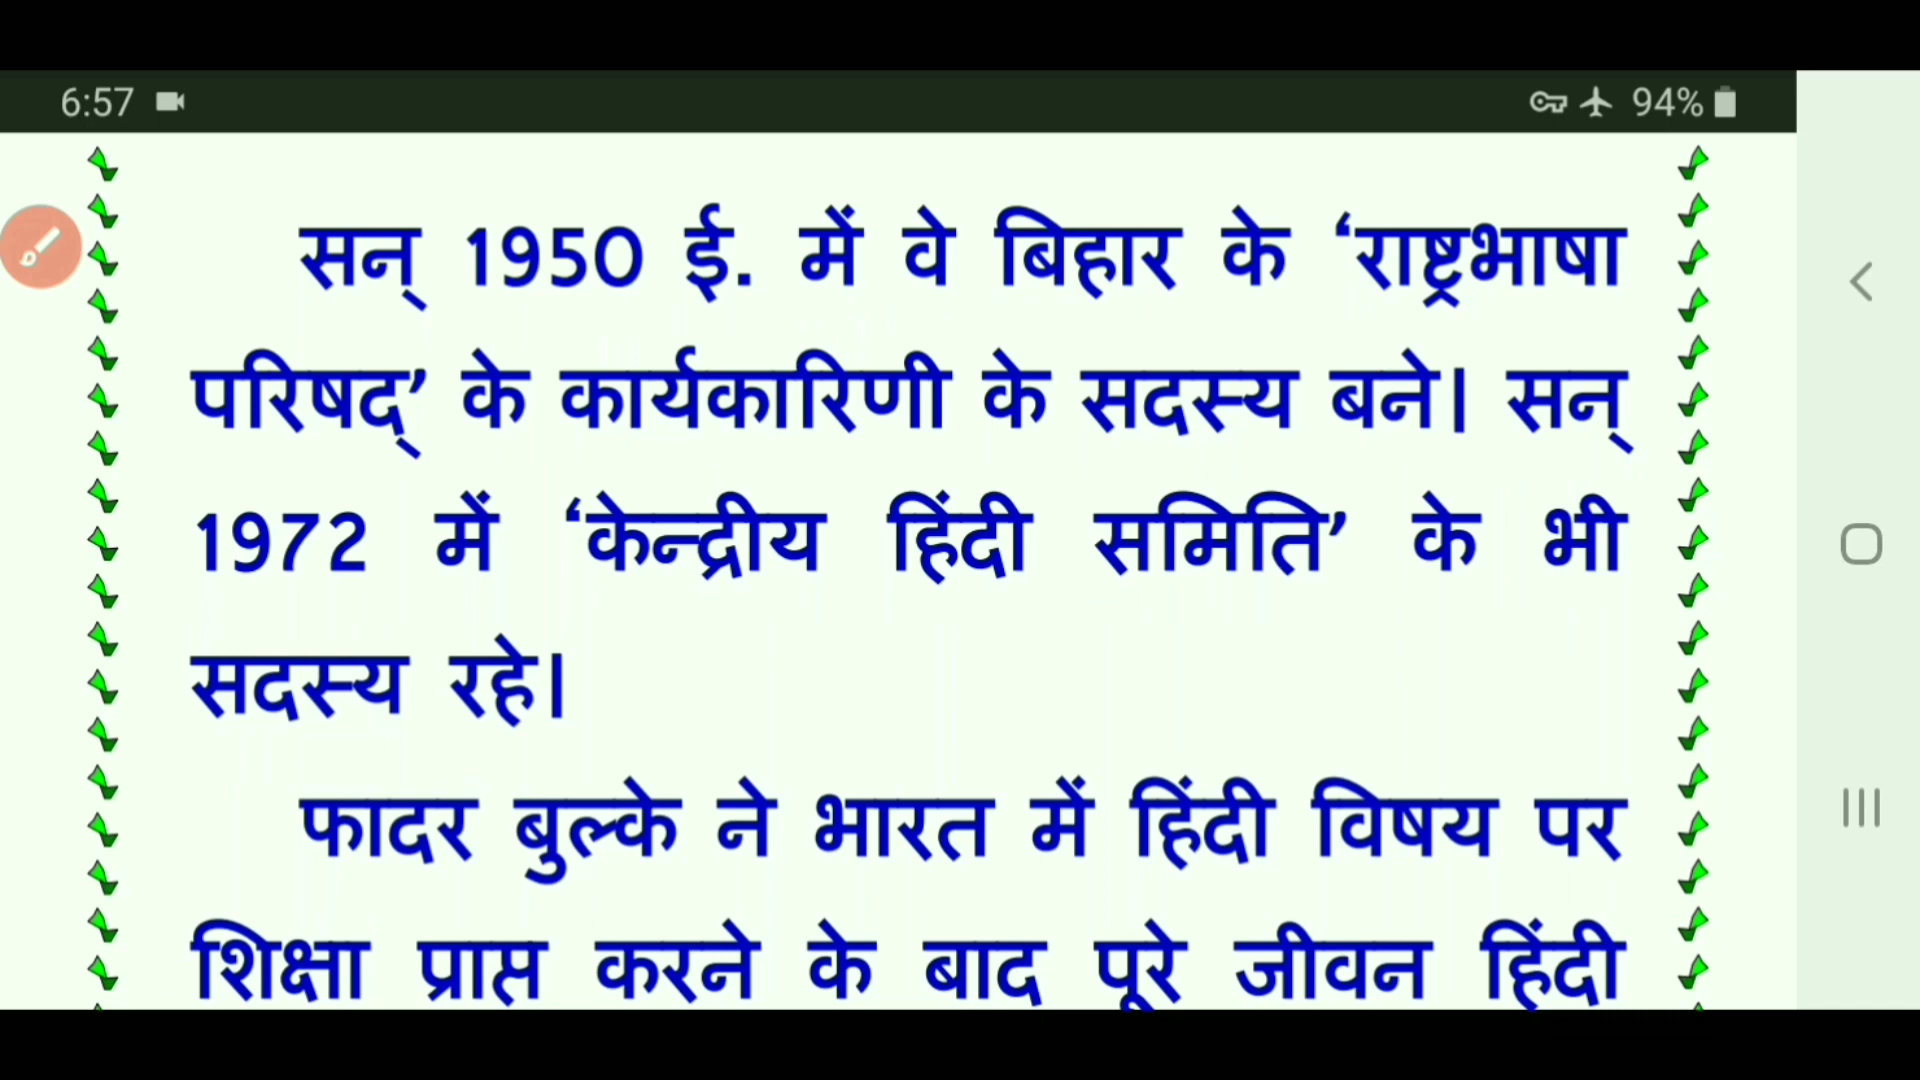 6:57
94%
सन् 1950 ई. में वे बिहार के ‘राष्ट्रभाषा
परिषद्’ के कार्यकारिणी के सदस्य बने। सन्
1972 में ‘केन्द्रीय हिंदी समिति’ के भी
सदस्य रहे।
फादर बुल्के ने भारत में हिंदी विषय पर
शिक्षा प्राप्त करने के बाद पूरे जीवन हिंदी